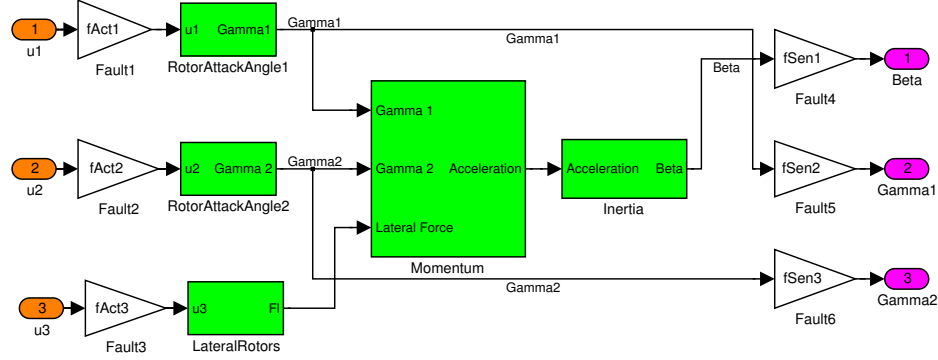 1
u1
fAct1
Fault1
u1 Gamma1
RotorAttackAngle1
Gamma1
Gamma1
Beta
fSen1
Fault4
1
Beta
2
u2
fAct2
Fault2
u2 Gamma 2
RotorAttackAngle2
Gamma2
Gamma 1
Gamma 2
Lateral Force
Acceleration
Momentum
Acceleration Beta
Inertia
fSen2
Fault5
2
Gamma1
3
u3
fAct3
Fault3
u3 Fl
LateralRotors
Gamma2
fSen3
Fault6
3
Gamma2